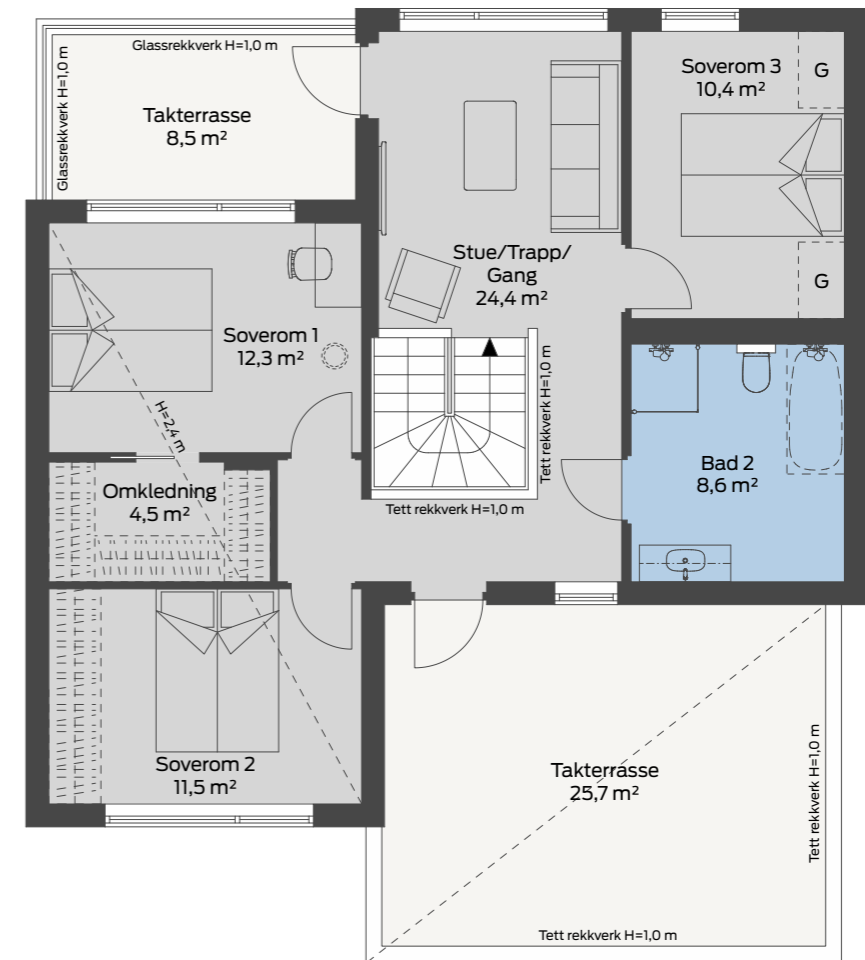 Glassrekkverk H=1,0 m
Glassrekkverk H=1,0 m
Takterrasse
8,5 m²
Soverom 3
10,4 m²
G
G
Stue/Trapp/
Gang
24,4 m²
Soverom 1
12,3 m²
H=2,4 m
Tett rekkverk H=1,0 m
Tett rekkverk H=1,0 m
Bad 2
8,6 m²
Omkledning
4,5 m²
Soverom 2
11,5 m²
Takterrasse
25,7 m²
Tett rekkverk H=1,0 m
Tett rekkverk H=1,0 m